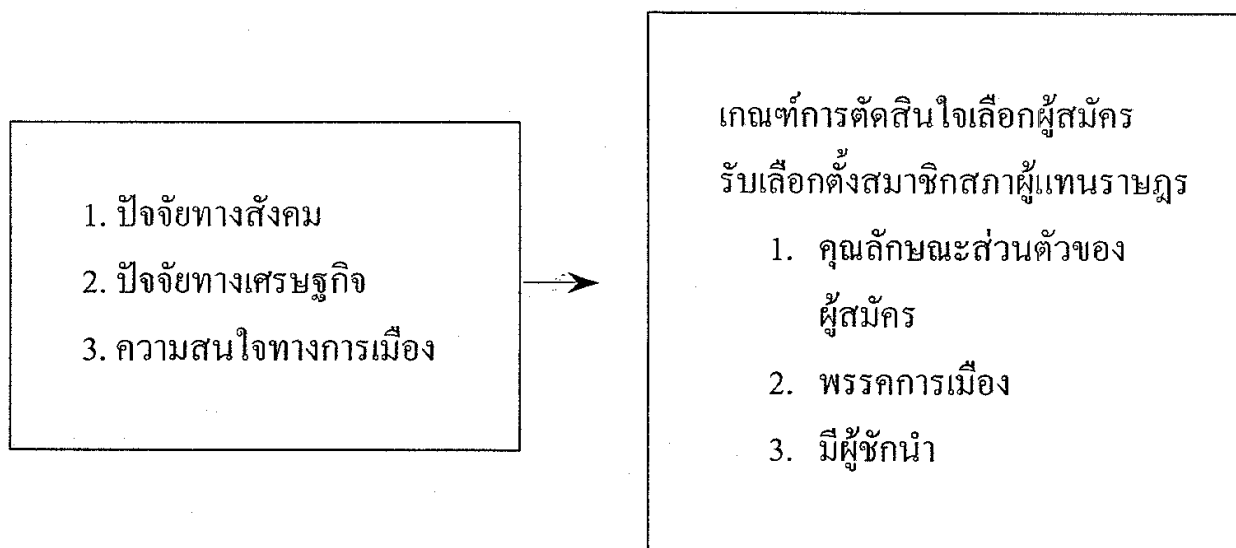 1. ปัจจัยทางสังคม
2. ปัจจัยทางเศรษฐกิจ
3. ความสนใจทางการเมือง
เกณฑ์การตัดสินใจเลือกผู้สมัคร
รับเลือกตั้งสมาชิกสภาผู้แทนราษฎร
1. คุณลักษณะส่วนตัวของ
ผู้สมัคร
2. พรรคการเมือง
3. มีผู้ชักนำ